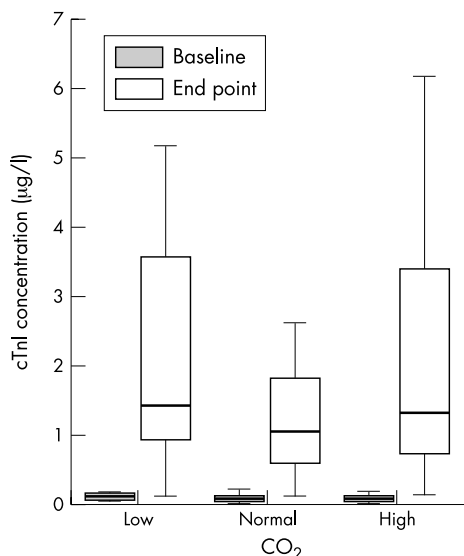 7
6
5
4
3
2
1
0
cTnI concentration (μg/l)
Baseline
End point
Low Normal High
CO2